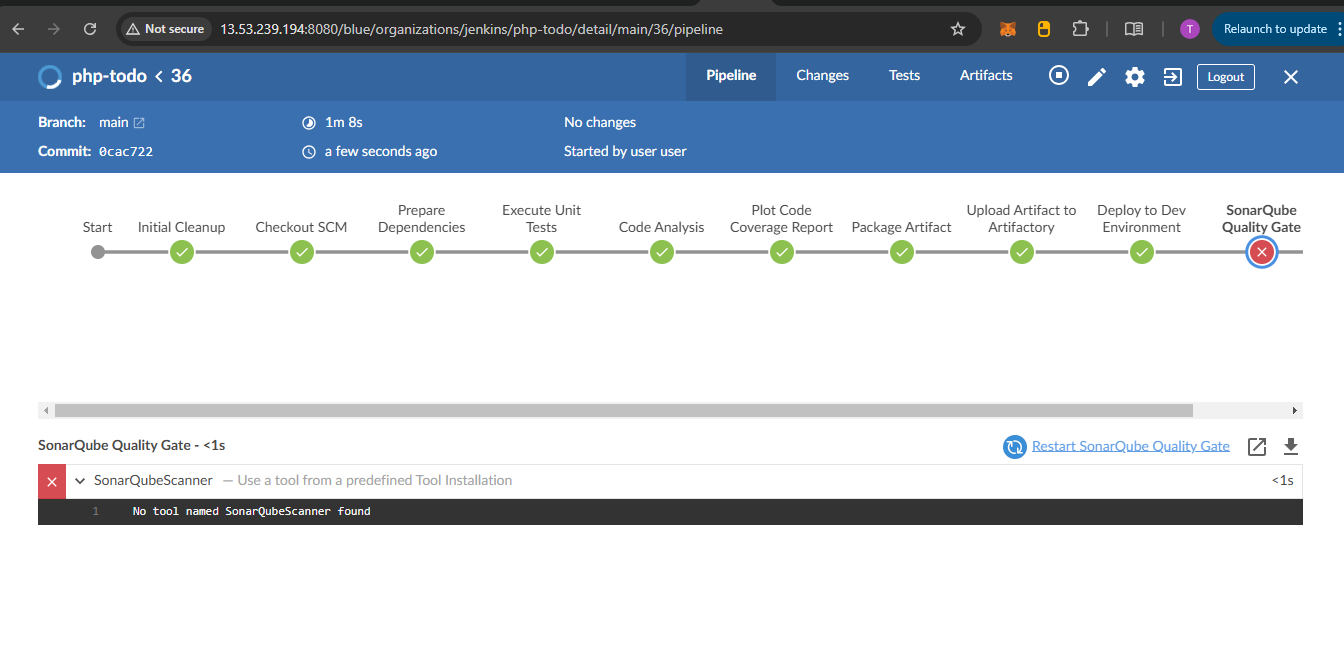 Not secure 13.53.239.194:8080/blue/organizations/jenkins/php-todo/detail/main/36/pipeline T Relaunch to update
php-todo < 36 Pipeline Changes Tests Artifacts Logout
Branch: main 1m 8s No changes
Commit: 0cac722 a few seconds ago Started by user user
Start
Initial Cleanup
Checkout SCM
Prepare
Dependencies
Execute Unit
Tests
Code Analysis
Plot Code
Coverage Report
Package Artifact
Upload Artifact to
Artifactory
Deploy to Dev
Environment
SonarQube
Quality Gate
SonarQube Quality Gate - <1s Restart SonarQube Quality Gate
SonarQubeScanner — Use a tool from a predefined Tool Installation <1s
1 No tool named SonarQubeScanner found